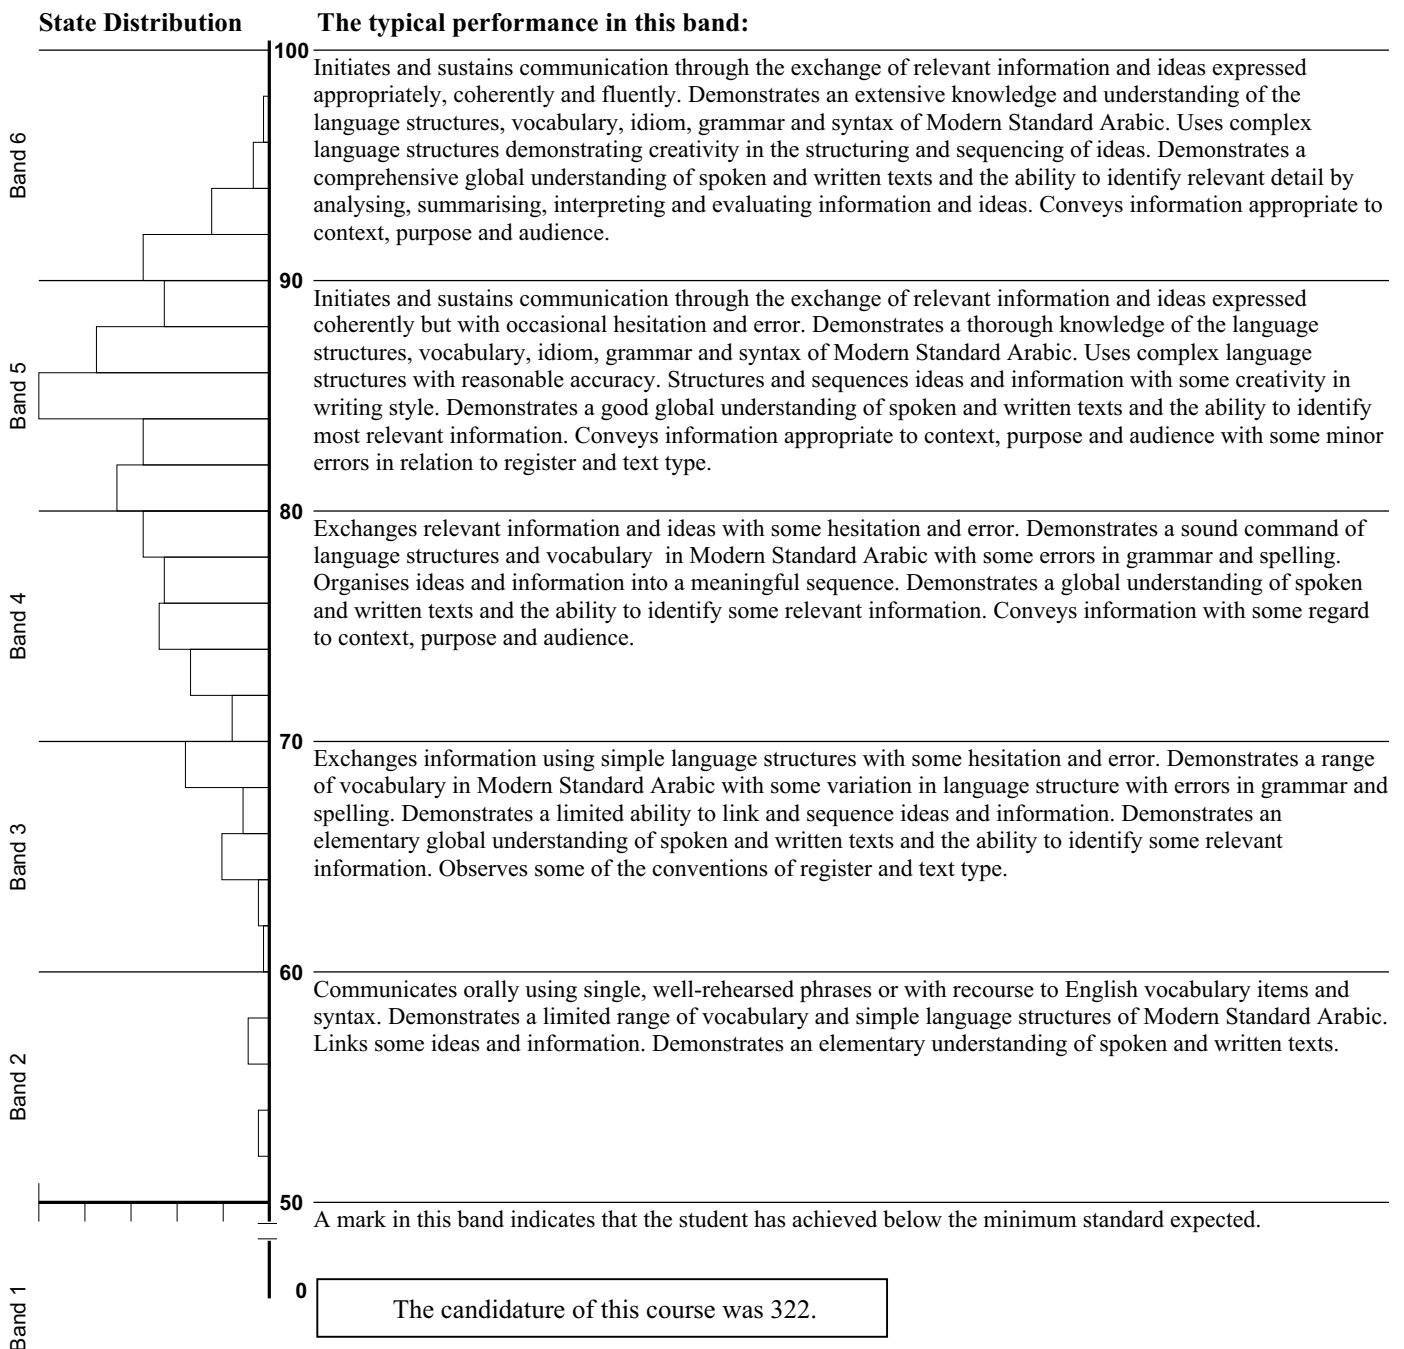 State Distribution
The typical performance in this band:
100
Initiates and sustains communication through the exchange of relevant information and ideas expressed
appropriately, coherently and fluently. Demonstrates an extensive knowledge and understanding of the
language structures, vocabulary, idiom, grammar and syntax of Modern Standard Arabic. Uses complex
language structures demonstrating creativity in the structuring and sequencing of ideas. Demonstrates a
comprehensive global understanding of spoken and written texts and the ability to identify relevant detail by
analysing, summarising, interpreting and evaluating information and ideas. Conveys information appropriate to
context, purpose and audience.
Band 6
90
Initiates and sustains communication through the exchange of relevant information and ideas expressed
coherently but with occasional hesitation and error. Demonstrates a thorough knowledge of the language
structures, vocabulary, idiom, grammar and syntax of Modern Standard Arabic. Uses complex language
structures with reasonable accuracy. Structures and sequences ideas and information with some creativity in
writing style. Demonstrates a good global understanding of spoken and written texts and the ability to identify
most relevant information. Conveys information appropriate to context, purpose and audience with some minor
errors in relation to register and text type.
Band 5
80
Exchanges relevant information and ideas with some hesitation and error. Demonstrates a sound command of
language structures and vocabulary in Modern Standard Arabic with some errors in grammar and spelling.
Organises ideas and information into a meaningful sequence. Demonstrates a global understanding of spoken
and written texts and the ability to identify some relevant information. Conveys information with some regard
to context, purpose and audience.
Band 4
70
Exchanges information using simple language structures with some hesitation and error. Demonstrates a range
of vocabulary in Modern Standard Arabic with some variation in language structure with errors in grammar and
spelling. Demonstrates a limited ability to link and sequence ideas and information. Demonstrates an
elementary global understanding of spoken and written texts and the ability to identify some relevant
information. Observes some of the conventions of register and text type.
Band 3
60
Communicates orally using single, well-rehearsed phrases or with recourse to English vocabulary items and
syntax. Demonstrates a limited range of vocabulary and simple language structures of Modern Standard Arabic.
Links some ideas and information. Demonstrates an elementary understanding of spoken and written texts.
Band 2
50
A mark in this band indicates that the student has achieved below the minimum standard expected.
0
Band 1
The candidature of this course was 322.